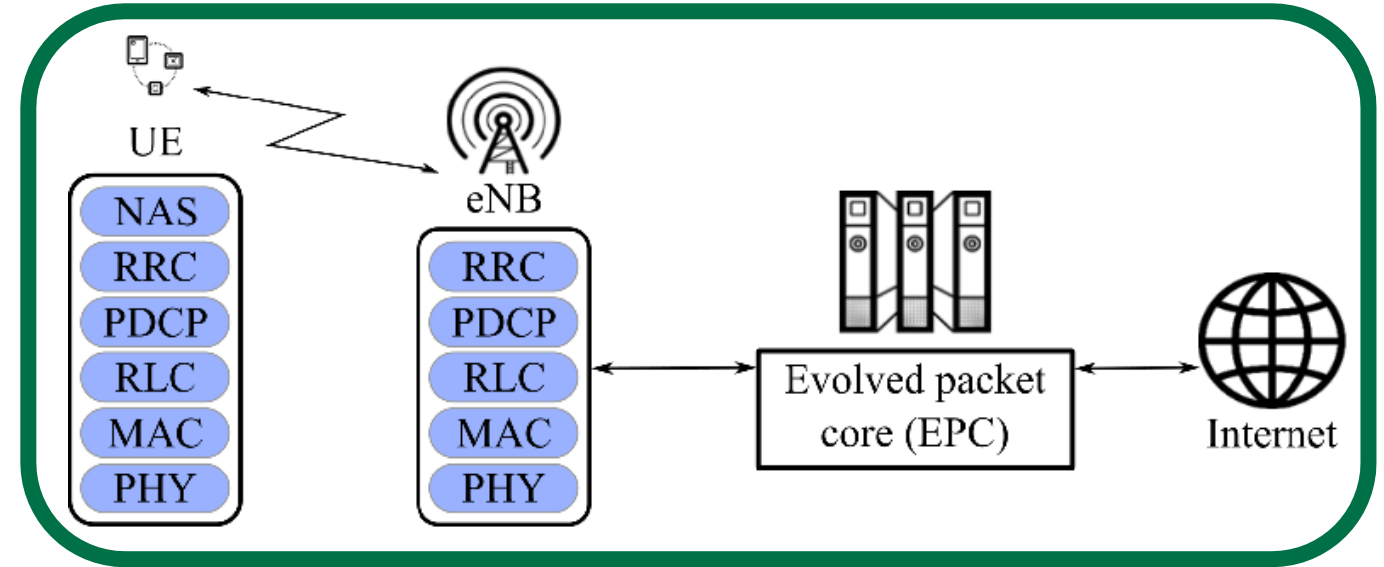 UE
NAS
RRC
PDCP
RLC
MAC
PHY
eNB
RRC
PDCP
RLC
MAC
PHY
Evolved packet
core (EPC)
Internet